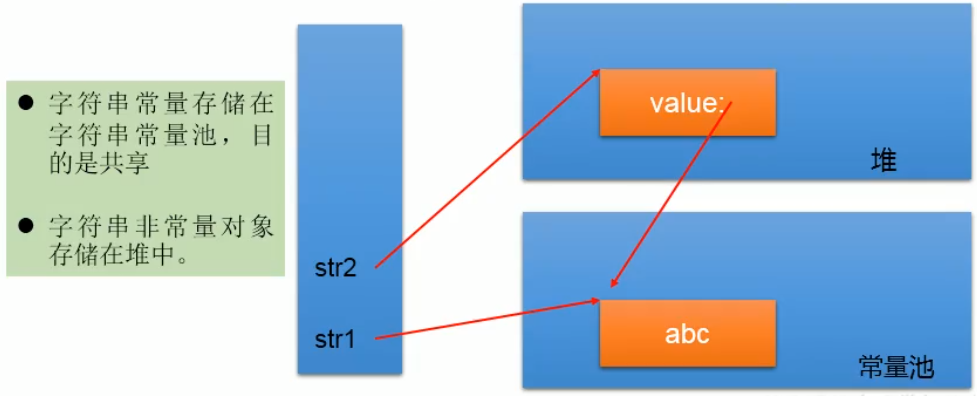 ● 字符串常量存储在
字符串常量池，目
的是共享
● 字符串非常量对象
存储在堆中。
str2
str1
value:
堆
abc
常量池